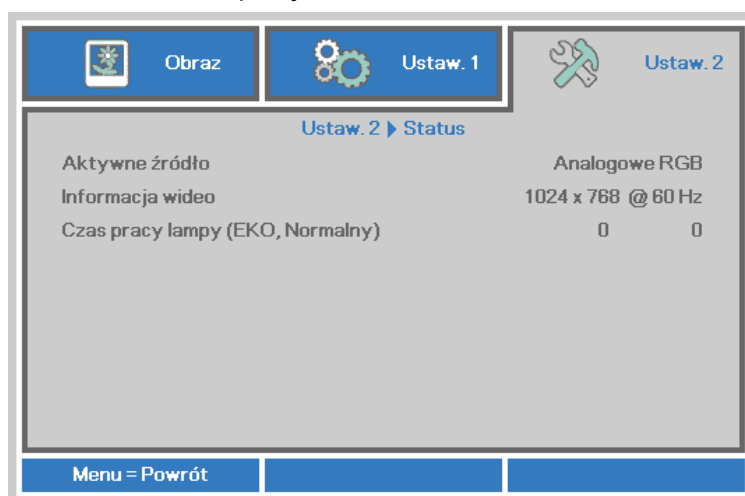 Obraz
Ustaw. 1
Ustaw. 2
Ustaw. 2 Status
Aktywne źródło Analogowe RGB
Informacja wideo 1024 x 768 @ 60 Hz
Czas pracy lampy (EKO, Normalny) 0 0
Menu = Powrót